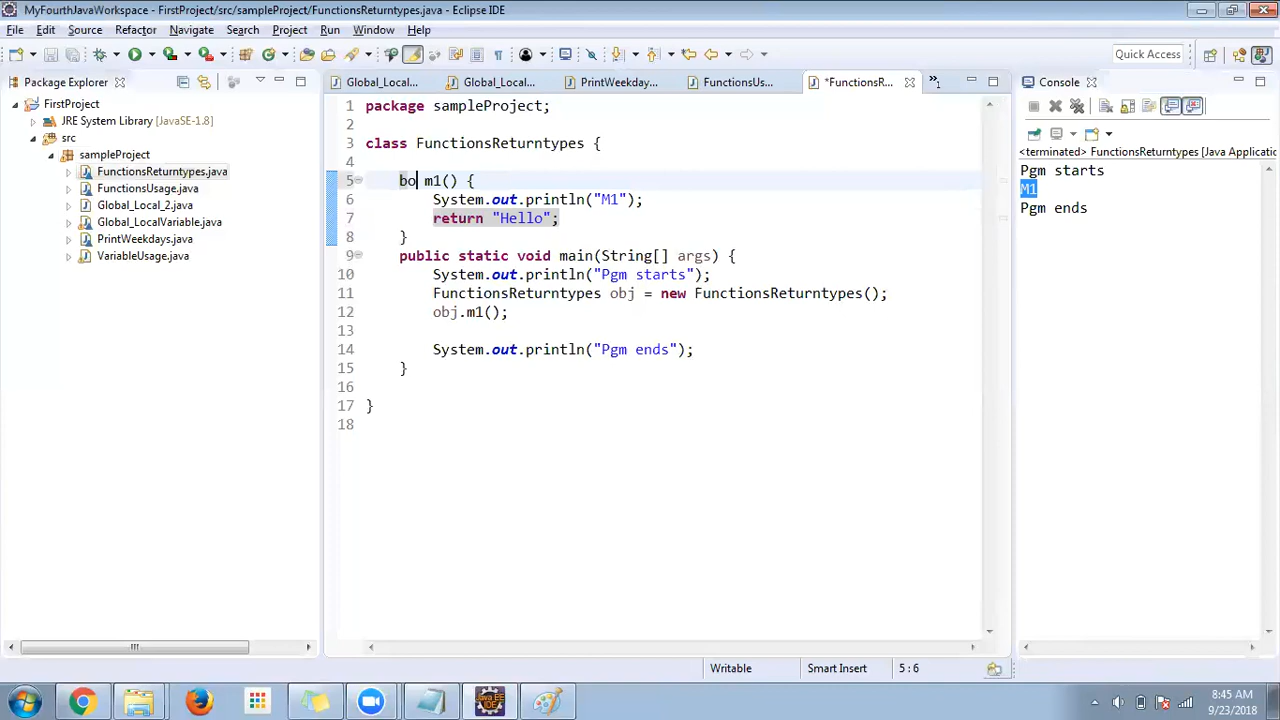 MyFourthJavaWorkspace - FirstProject/src/sampleProject/FunctionsReturntypes.java - Eclipse IDE
File Edit Source Refactor Navigate Search Project Run Window Help
Quick Access
Package Explorer
FirstProject
JRE System Library [JavaSE-1.8]
src
sampleProject
FunctionsReturntypes.java
FunctionsUsage.java
Global_Local_2.java
Global_LocalVariable.java
PrintWeekdays.java
VariableUsage.java
Global_Local... Global_Local... PrintWeekday... FunctionsUs... *FunctionsR... »1
1 package sampleProject;
2
3 class FunctionsReturntypes {
4
5 bo m1() {
6 System.out.println("M1");
7 return "Hello";
8 }
9 public static void main(String[] args) {
10 System.out.println("Pgm starts");
11 FunctionsReturntypes obj = new FunctionsReturntypes();
12 obj.m1();
13
14 System.out.println("Pgm ends");
15 }
16
17 }
18
Console
<terminated> FunctionsReturntypes [Java Applicatio
Pgm starts
M1
Pgm ends
Writable Smart Insert 5 : 6
Java EE IDE
8:45 AM
9/23/2018